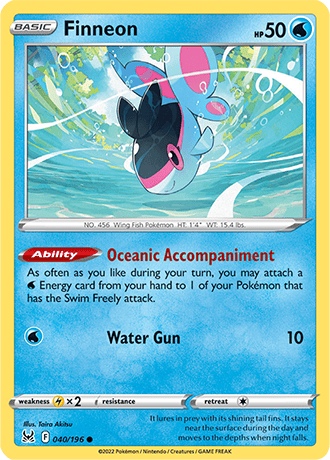 BASIC Finneon HP 50
NO. 456 Wing Fish Pokémon HT: 1'4" WT: 15.4 lbs.
Ability Oceanic Accompaniment
As often as you like during your turn, you may attach a
Energy card from your hand to 1 of your Pokémon that
has the Swim Freely attack.
Water Gun 10
weakness ×2 resistance retreat
Illus. Taira Akitsu
F 040/196
It lures in prey with its shining tail fins. It stays
near the surface during the day and
moves to the depths when night falls.
©2022 Pokémon / Nintendo / Creatures / GAME FREAK